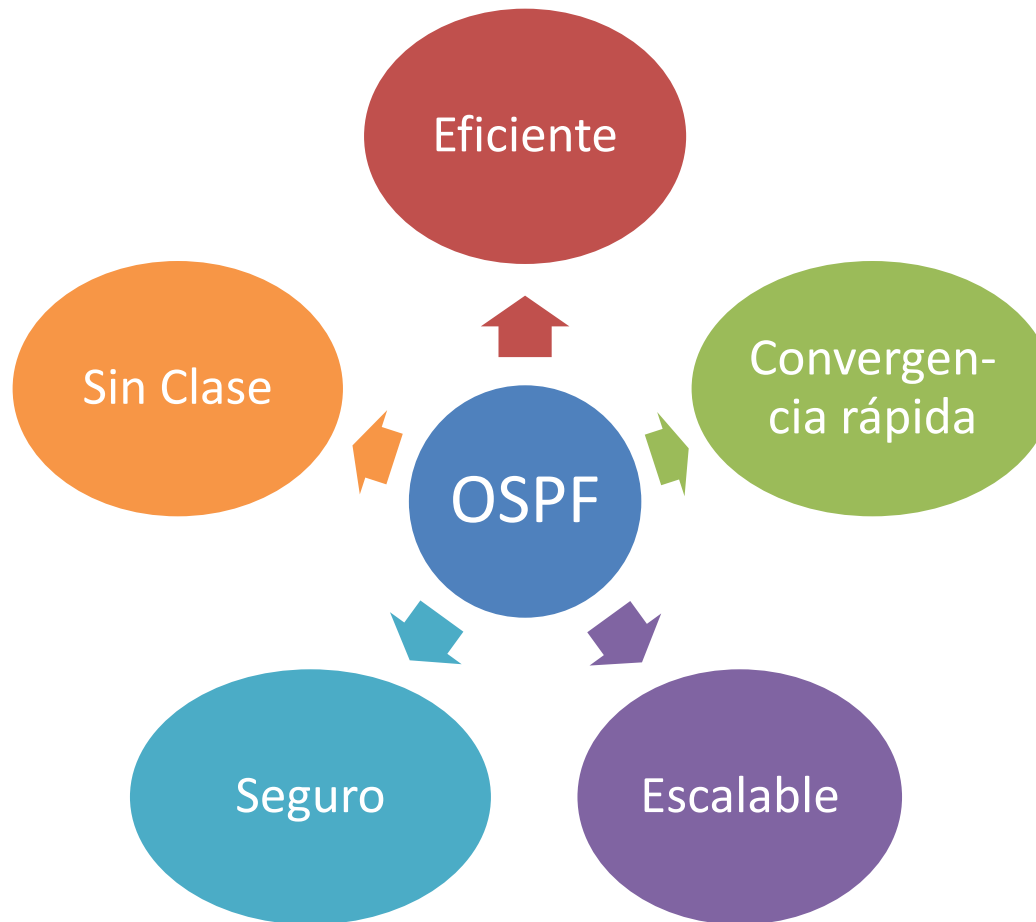 Eficiente
Sin Clase
Convergen-
cia rápida
OSPF
Seguro
Escalable